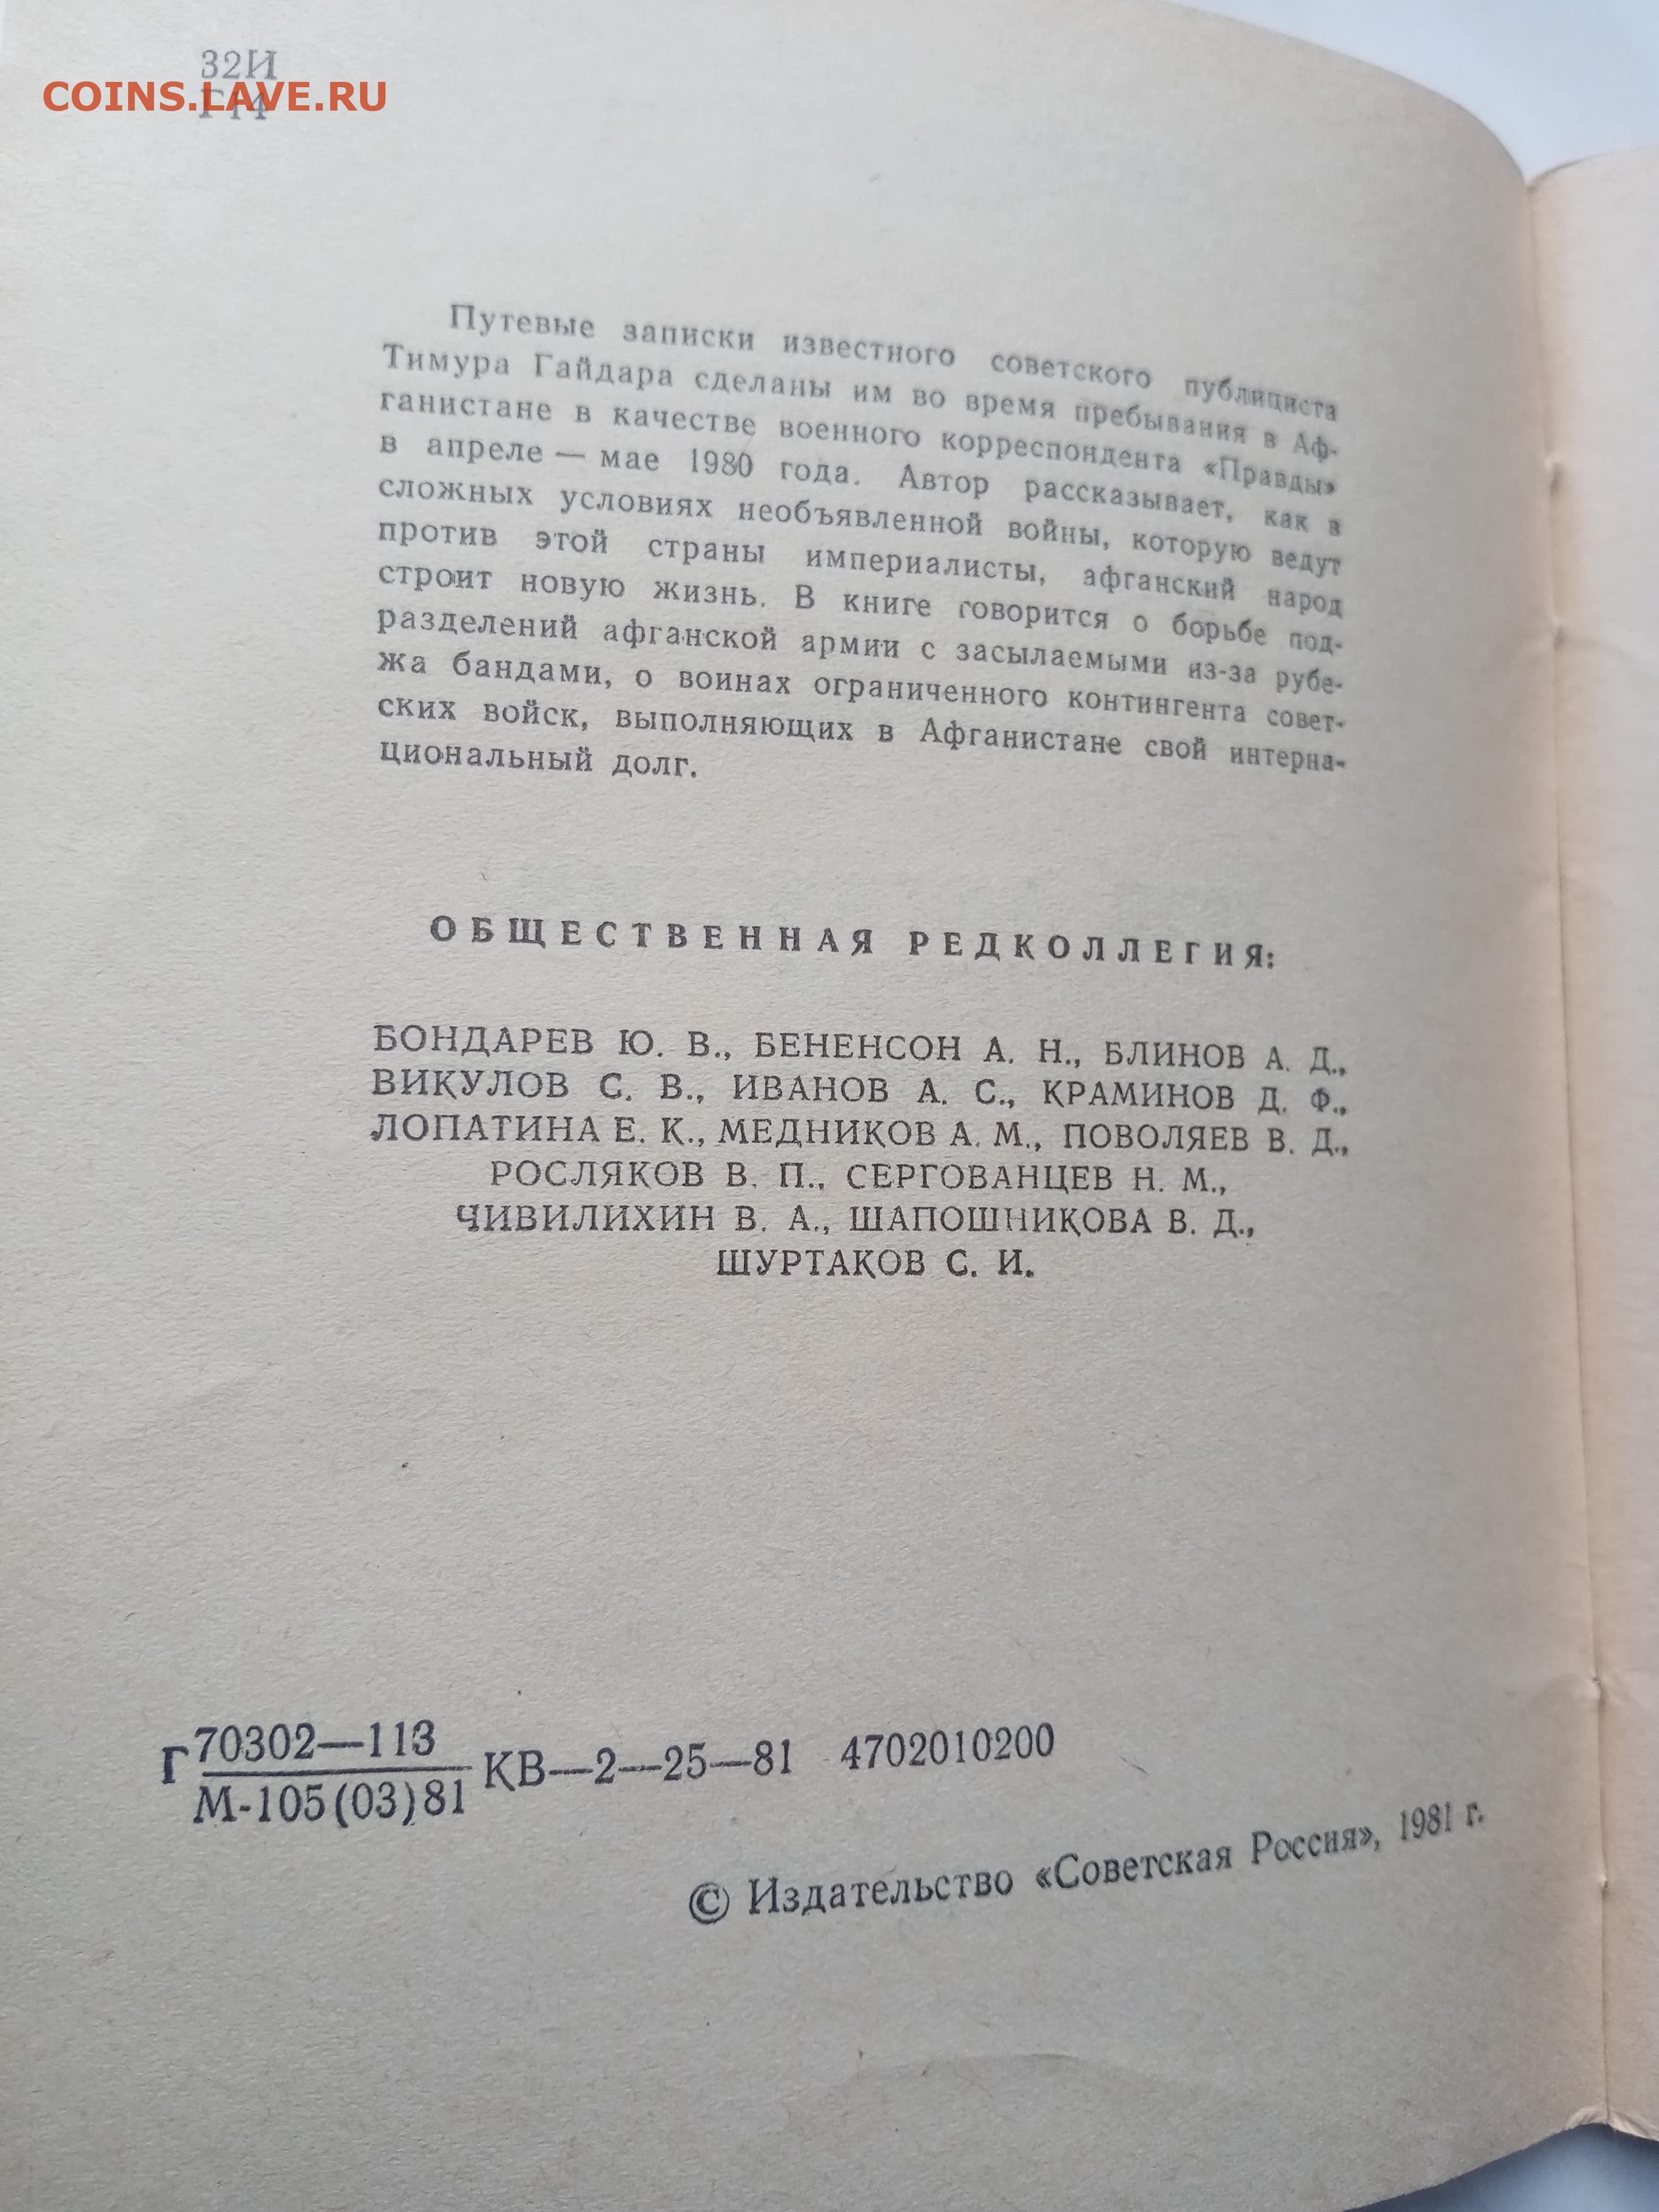 32И
COINS.LAVE.RU
Г14
Путевые записки известного советского публициста
Тимура Гайдара сделаны им во время пребывания в Аф-
ганистане в качестве военного корреспондента «Правды»
в апреле — мае 1980 года. Автор рассказывает, как в
сложных условиях необъявленной войны, которую ведут
против этой страны империалисты, афганский народ
строит новую жизнь. В книге говорится о борьбе под-
разделений афганской армии с засылаемыми из-за рубе-
жа бандами, о воинах ограниченного контингента совет-
ских войск, выполняющих в Афганистане свой интерна-
циональный долг.
ОБЩЕСТВЕННАЯ РЕДКОЛЛЕГИЯ:
БОНДАРЕВ Ю. В., БЕНЕНСОН А. Н., БЛИНОВ А. Д.,
ВИКУЛОВ С. В., ИВАНОВ А. С., КРАМИНОВ Д. Ф.,
ЛОПАТИНА Е. К., МЕДНИКОВ А. М., ПОВОЛЯЕВ В. Д.,
РОСЛЯКОВ В. П., СЕРГОВАНЦЕВ Н. М.,
ЧИВИЛИХИН В. А., ШАПОШНИКОВА В. Д.,
ШУРТАКОВ С. И.
Г 70302—113
М-105(03)81 КВ—2—25—81 4702010200
© Издательство «Советская Россия», 1981 г.